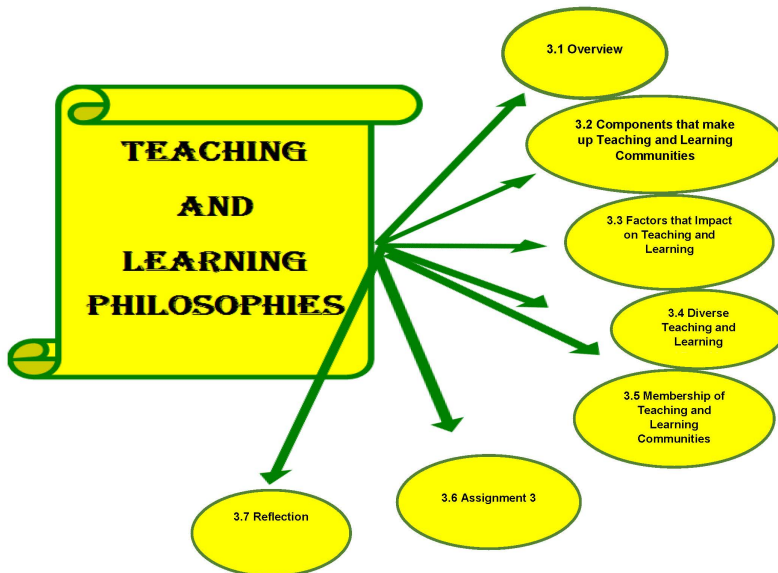 TEACHING
AND
LEARNING
PHILOSOPHIES
3.1 Overview
3.2 Components that make
up Teaching and Learning
Communities
3.3 Factors that Impact
on Teaching and
Learning
3.4 Diverse
Teaching and
Learning
3.5 Membership of
Teaching and
Learning
Communities
3.6 Assignment 3
3.7 Reflection